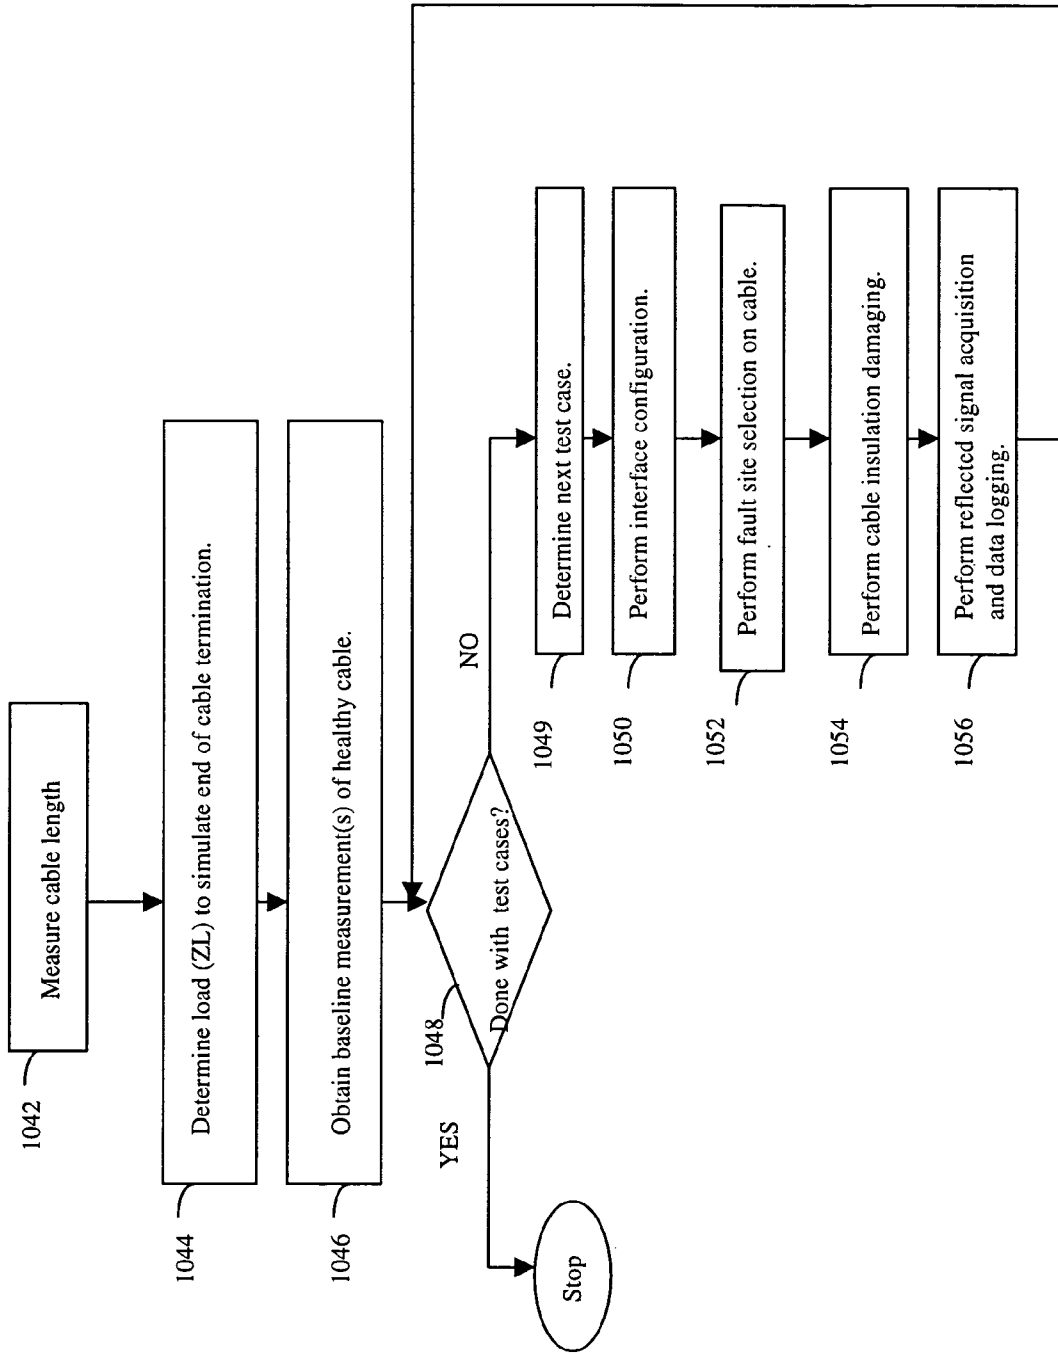 1042
Measure cable length
1044
Determine load (ZL) to simulate end of cable termination.
1046
Obtain baseline measurement(s) of healthy cable.
1048
Done with test cases?
YES
NO
Stop
1049
Determine next test case.
1050
Perform interface configuration.
1052
Perform fault site selection on cable.
1054
Perform cable insulation damaging.
1056
Perform reflected signal acquisition
and data logging.